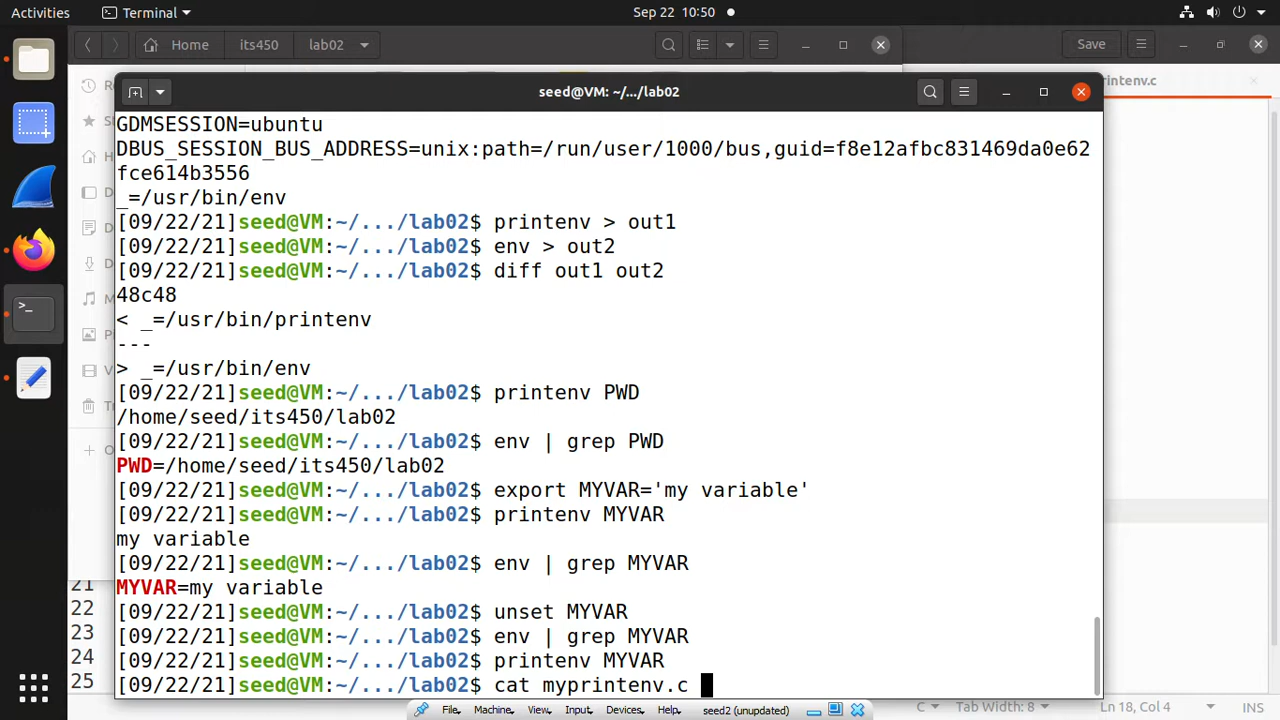 Activities
Terminal
Sep 22 10:50
Home
its450
lab02
Save
ntenv.c
seed@VM: ~/.../lab02
GDMSESSION=ubuntu
DBUS_SESSION_BUS_ADDRESS=unix:path=/run/user/1000/bus,guid=f8e12afbc831469da0e62
fce614b3556
_=/usr/bin/env
[09/22/21]seed@VM:~/.../lab02$ printenv > out1
[09/22/21]seed@VM:~/.../lab02$ env > out2
[09/22/21]seed@VM:~/.../lab02$ diff out1 out2
48c48
< _=/usr/bin/printenv
---
> _=/usr/bin/env
[09/22/21]seed@VM:~/.../lab02$ printenv PWD
/home/seed/its450/lab02
[09/22/21]seed@VM:~/.../lab02$ env | grep PWD
PWD=/home/seed/its450/lab02
[09/22/21]seed@VM:~/.../lab02$ export MYVAR='my variable'
[09/22/21]seed@VM:~/.../lab02$ printenv MYVAR
my variable
[09/22/21]seed@VM:~/.../lab02$ env | grep MYVAR
MYVAR=my variable
[09/22/21]seed@VM:~/.../lab02$ unset MYVAR
[09/22/21]seed@VM:~/.../lab02$ env | grep MYVAR
[09/22/21]seed@VM:~/.../lab02$ printenv MYVAR
[09/22/21]seed@VM:~/.../lab02$ cat myprintenv.c
21
22
23
24
25
C
Tab Width: 8
Ln 18, Col 4
INS
File
Machine
View
Input
Devices
Help
seed2 (unupdated)